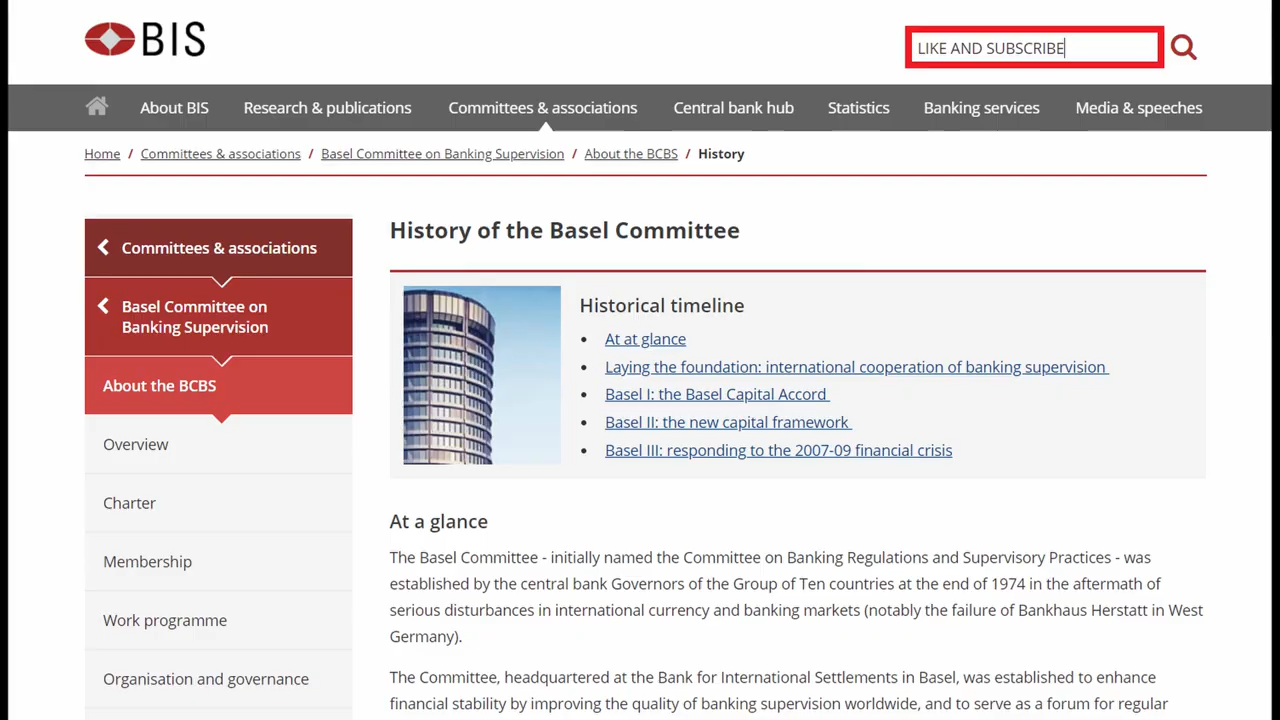 BIS
LIKE AND SUBSCRIBE
About BIS
Research & publications
Committees & associations
Central bank hub
Statistics
Banking services
Media & speeches
Home / Committees & associations / Basel Committee on Banking Supervision / About the BCBS / History
Committees & associations
Basel Committee on
Banking Supervision
About the BCBS
Overview
Charter
Membership
Work programme
Organisation and governance
History of the Basel Committee
Historical timeline
• At at glance
• Laying the foundation: international cooperation of banking supervision
• Basel I: the Basel Capital Accord
• Basel II: the new capital framework
• Basel III: responding to the 2007-09 financial crisis
At a glance
The Basel Committee - initially named the Committee on Banking Regulations and Supervisory Practices - was
established by the central bank Governors of the Group of Ten countries at the end of 1974 in the aftermath of
serious disturbances in international currency and banking markets (notably the failure of Bankhaus Herstatt in West
Germany).
The Committee, headquartered at the Bank for International Settlements in Basel, was established to enhance
financial stability by improving the quality of banking supervision worldwide, and to serve as a forum for regular